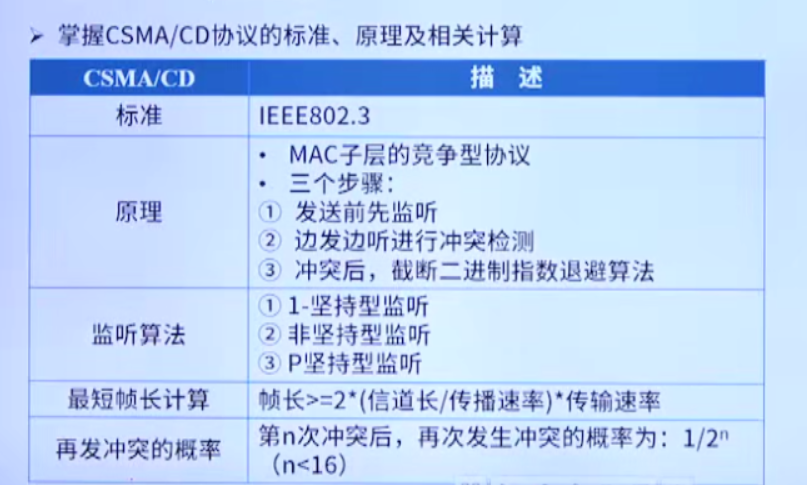 ➢ 掌握CSMA/CD协议的标准、原理及相关计算
CSMA/CD 描 述
标准 IEEE802.3
• MAC子层的竞争型协议
• 三个步骤：
原理 ① 发送前先监听
② 边发边听进行冲突检测
③ 冲突后，截断二进制指数退避算法
① 1-坚持型监听
监听算法 ② 非坚持型监听
③ P坚持型监听
最短帧长计算 帧长>=2*(信道长/传播速率)*传输速率
再发冲突的概率 第n次冲突后，再次发生冲突的概率为：1/2ⁿ
（n<16）